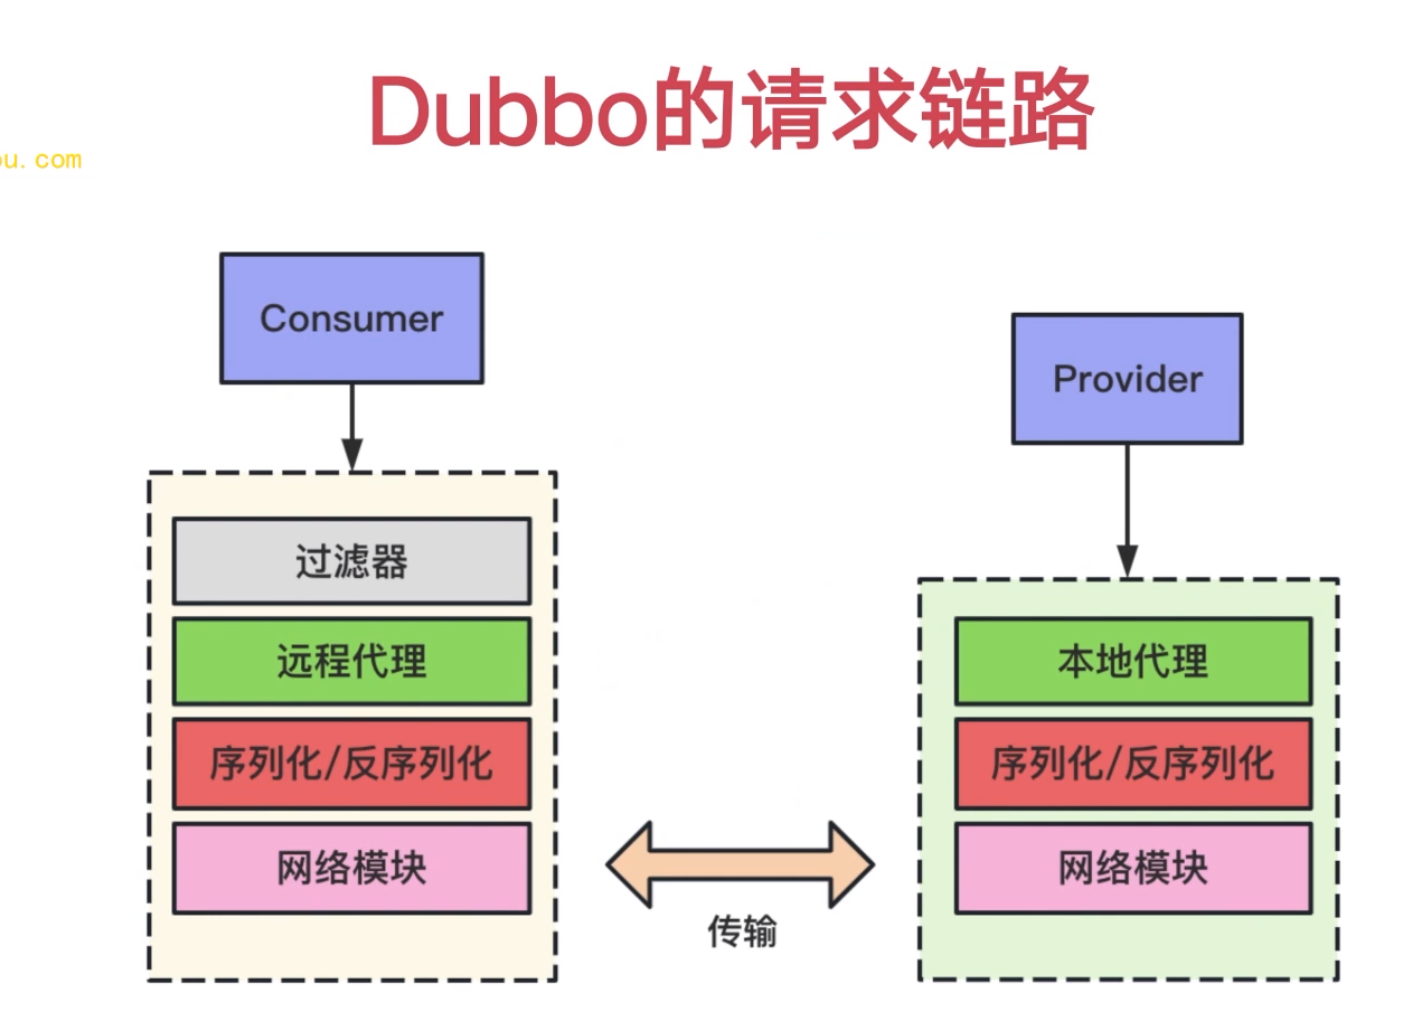 Dubbo的请求链路
ou. com
Consumer
Provider
过滤器
远程代理
本地代理
序列化/反序列化
序列化/反序列化
网络模块
网络模块
传输